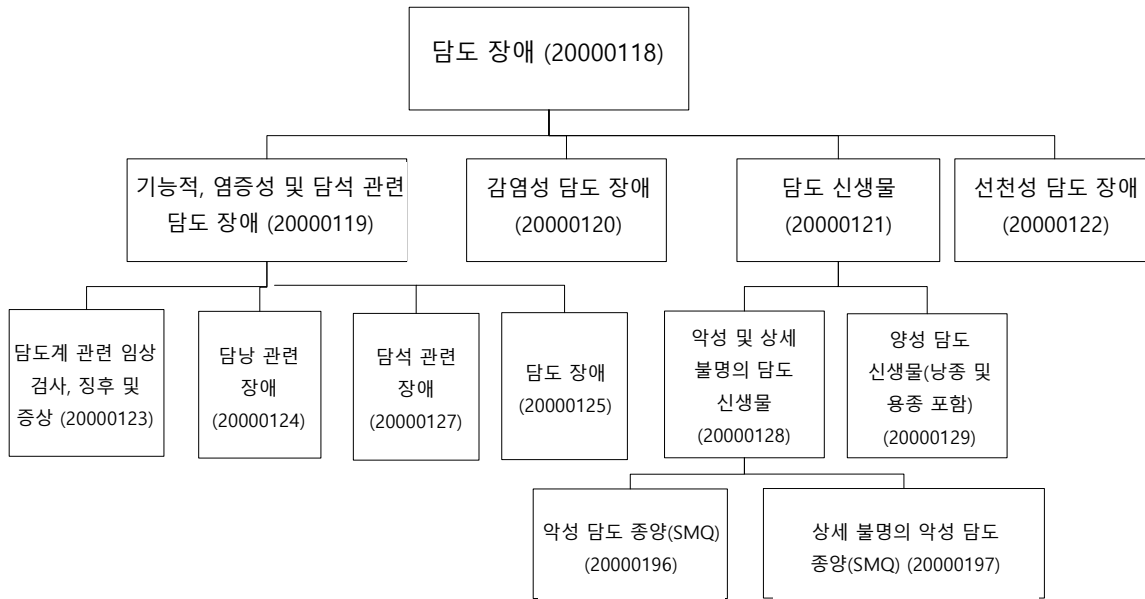 담도 장애 (20000118)
기능적, 염증성 및 담석 관련
담도 장애 (20000119)
감염성 담도 장애
(20000120)
담도 신생물
(20000121)
선천성 담도 장애
(20000122)
담도계 관련 임상
검사, 징후 및
증상 (20000123)
담낭 관련
장애
(20000124)
담석 관련
장애
(20000127)
담도 장애
(20000125)
악성 및 상세
불명의 담도
신생물
(20000128)
양성 담도
신생물(낭종 및
용종 포함)
(20000129)
악성 담도 종양(SMQ)
(20000196)
상세 불명의 악성 담도
종양(SMQ) (20000197)